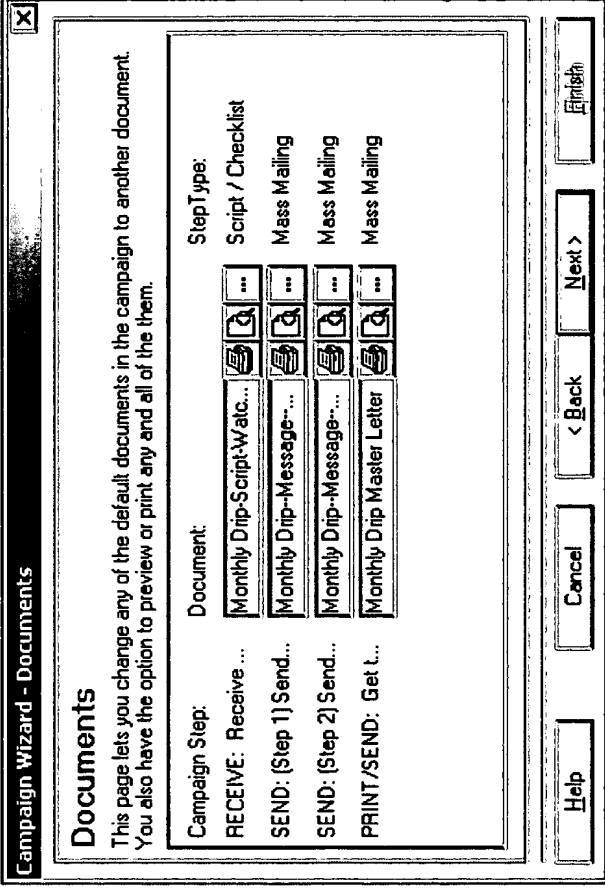 Campaign Wizard - Documents
Documents
This page lets you change any of the default documents in the campaign to another document.
You also have the option to preview or print any and all of the them.
Campaign Step: Document: StepType:
RECEIVE: Receive ... Monthly Drip-Script-Watc... ... Script / Checklist
SEND: (Step 1) Send... Monthly Drip--Message--... ... Mass Mailing
SEND: (Step 2) Send... Monthly Drip--Message--... ... Mass Mailing
PRINT/SEND: Get t... Monthly Drip Master Letter ... Mass Mailing
Help Cancel < Back Next > Finish